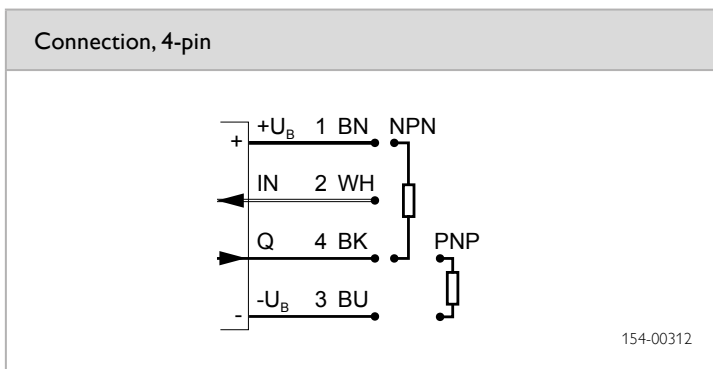 Connection, 4-pin
+ +U_B 1 BN NPN
IN 2 WH
Q 4 BK PNP
- -U_B 3 BU
154-00312